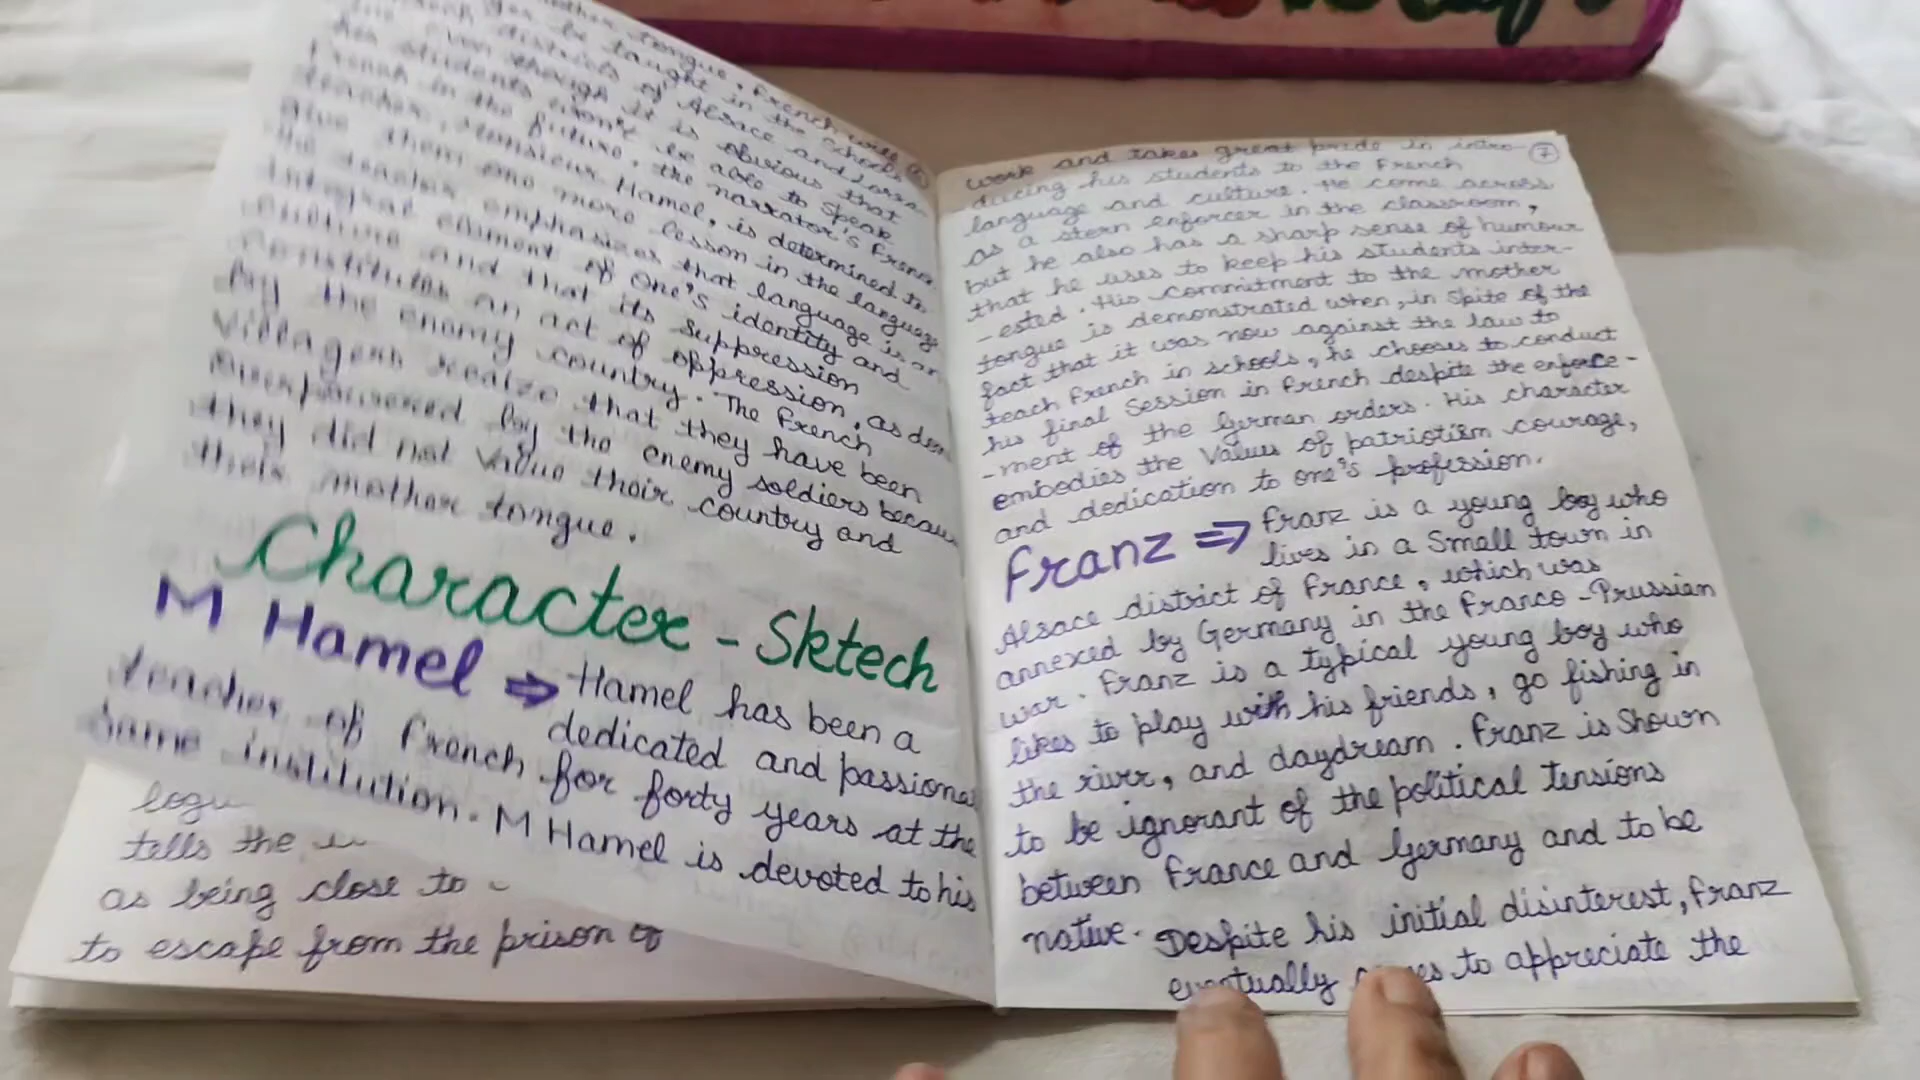 mother tongue. French will
be taught in the schools
districts of Alsace and Lorra-
Even though it is obvious that
his students won't be able to speak
French in the future, the narrator's French
teacher, Monsieur Hamel, is determined to
give them one more lesson in the language
The teacher emphasizes that language is an
integral element of One's identity and
culture and that its suppression
constitutes an act of oppression, as done
by the enemy country. The French
Villagers realze that they have been
overpowered by the enemy soldiers becau
they did not value their country and
their mother tongue.
Character - Sktech
M Hamel ⇒ Hamel has been a
dedicated and passiona
teacher of French for forty years at the
same institution. M Hamel is devoted to his
tells the
as being close to
to escape from the prison of
7
work and takes great pride in intro-
ducing his students to the French
language and culture. He come across
as a stern enforcer in the classroom,
but he also has a sharp sense of humour
that he uses to keep his students inter-
-ested. His commitment to the mother
tongue is demonstrated when, in spite of the
fact that it was now against the law to
teach French in schools, he chooses to conduct
his final Session in French despite the enforce-
-ment of the German orders. His character
embodies the Values of patriotism courage,
and dedication to one's profession.
Franz ⇒ Franz is a young boy who
lives in a Small town in
Alsace district of France, which was
annexed by Germany in the Franco-Prussian
war. Franz is a typical young boy who
likes to play with his friends, go fishing in
the rivr, and daydream. Franz is Shown
to be ignorant of the political tensions
between France and Germany and to be
native. Despite his initial disinterest, Franz
eventually to appreciate the